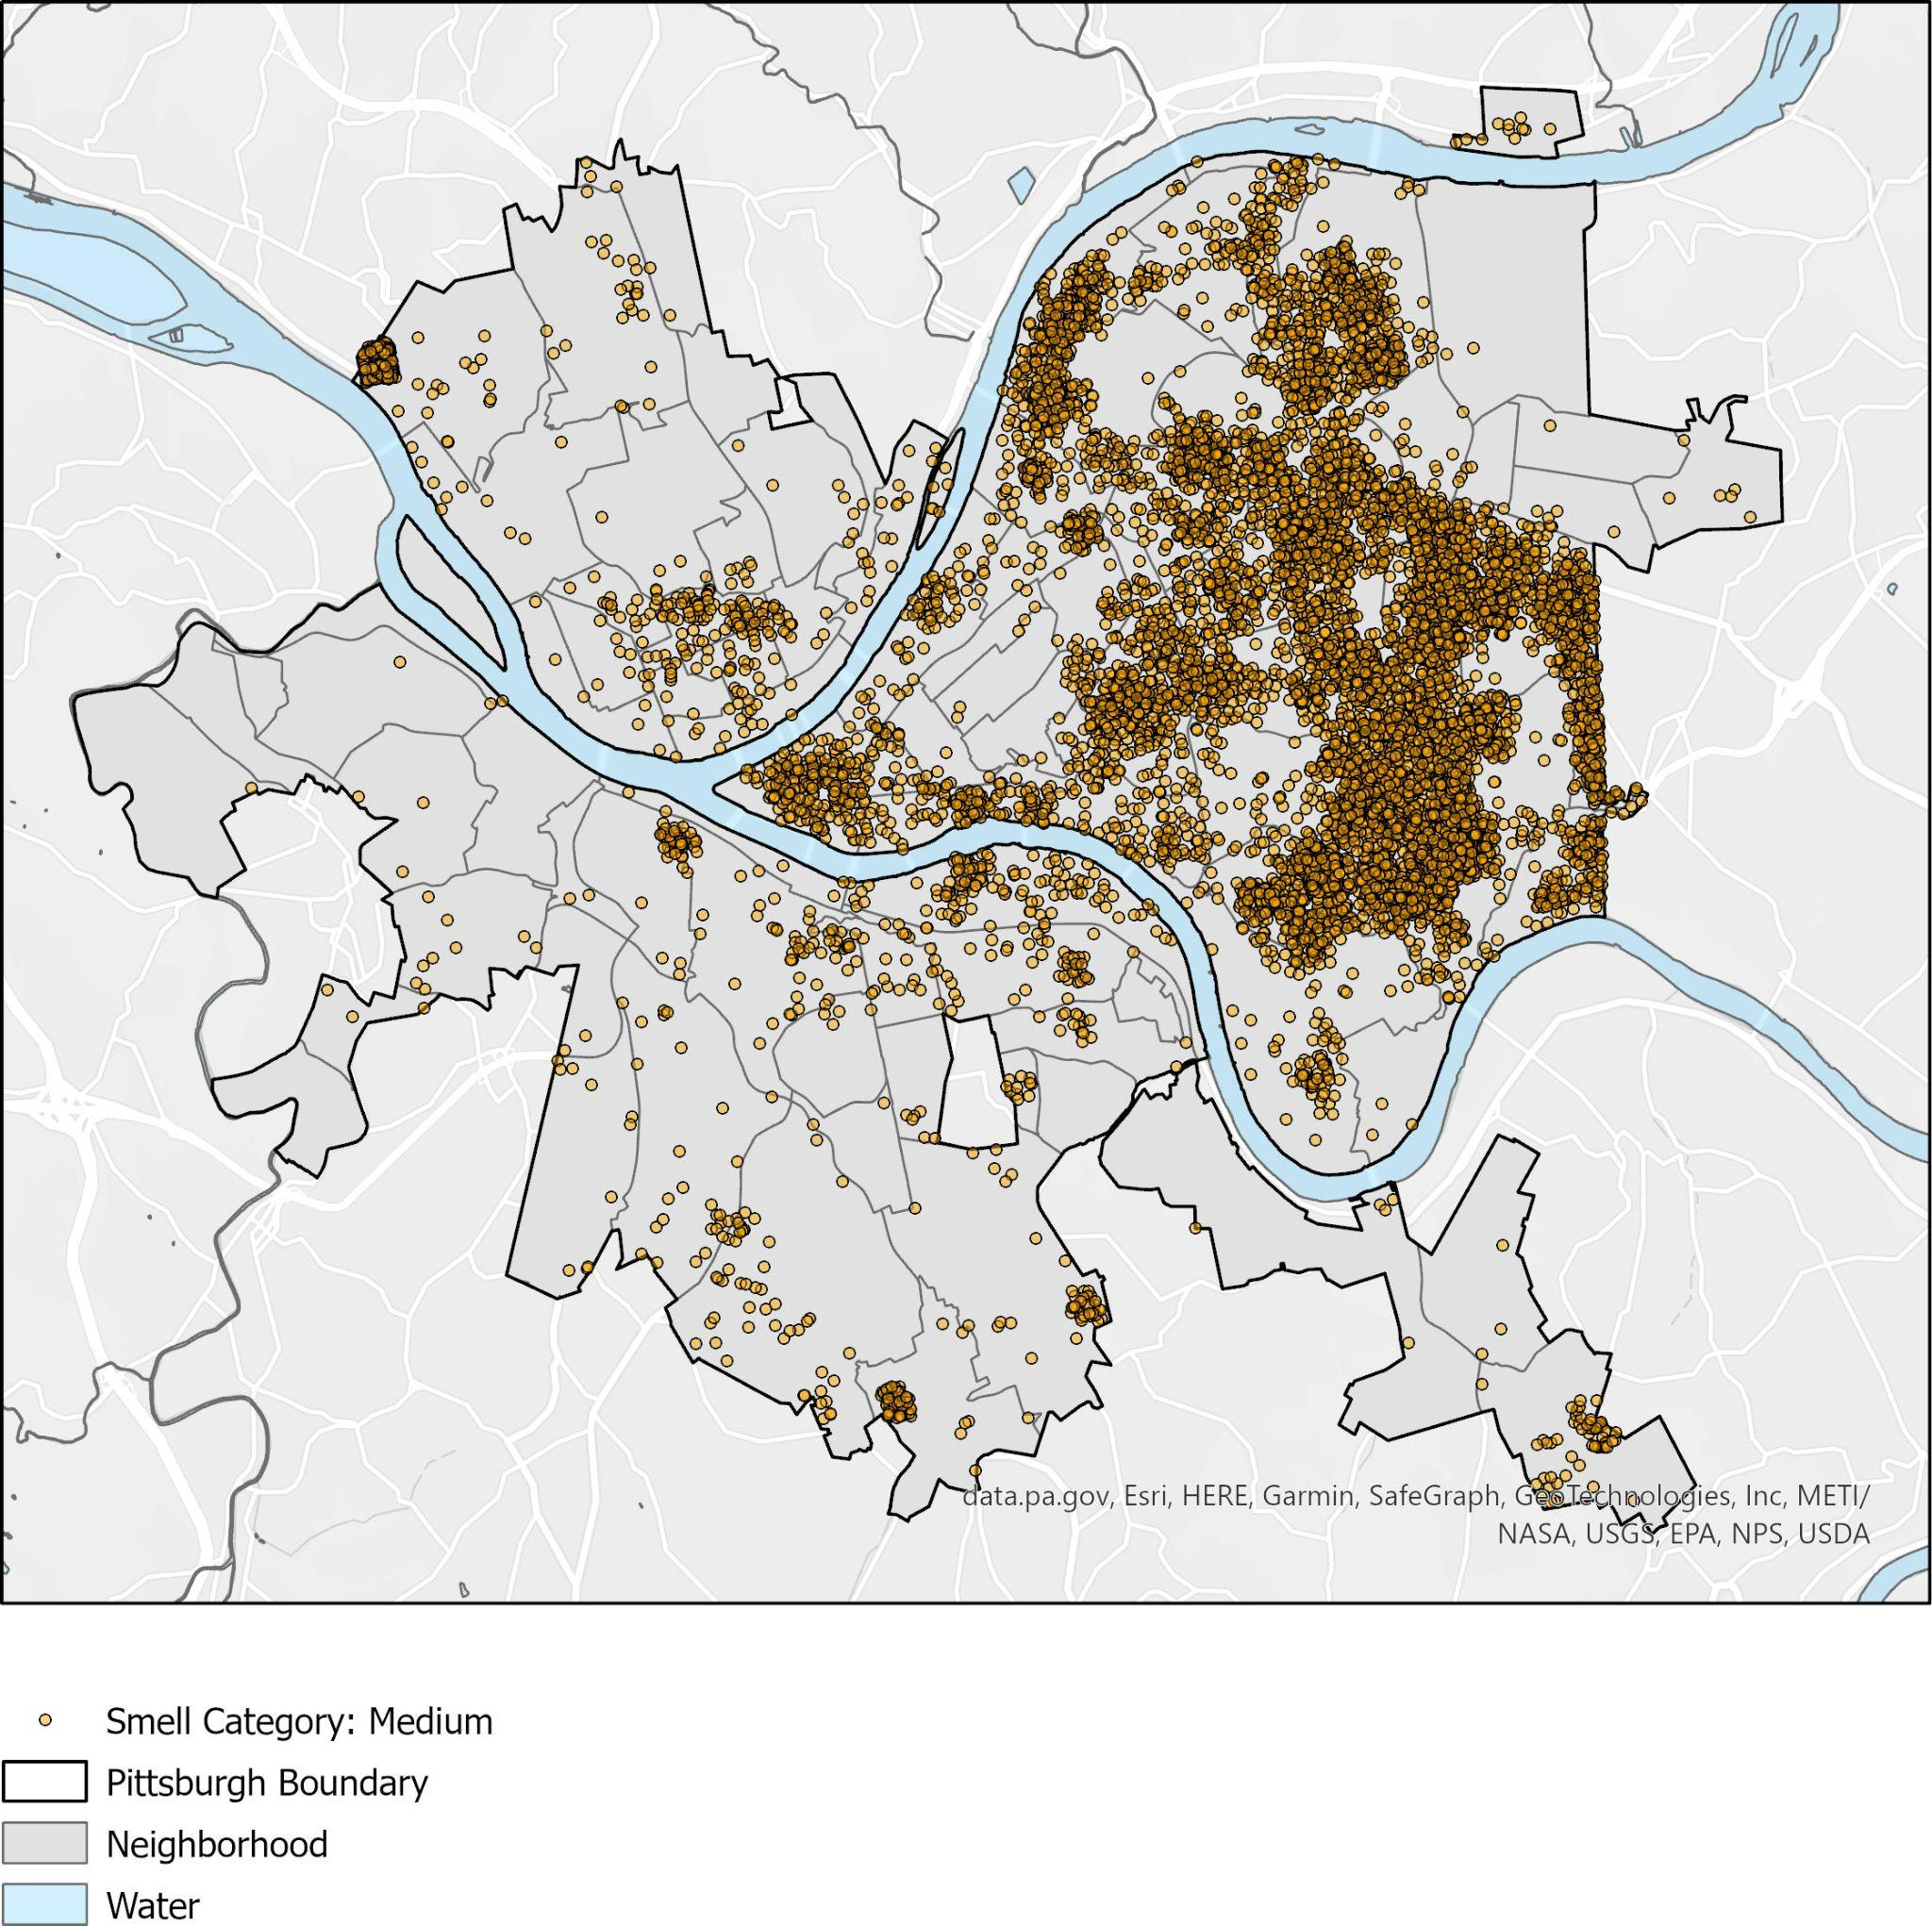 data.pa.gov, Esri, HERE, Garmin, SafeGraph, GeoTechnologies, Inc, METI/
NASA, USGS, EPA, NPS, USDA
Smell Category: Medium
Pittsburgh Boundary
Neighborhood
Water